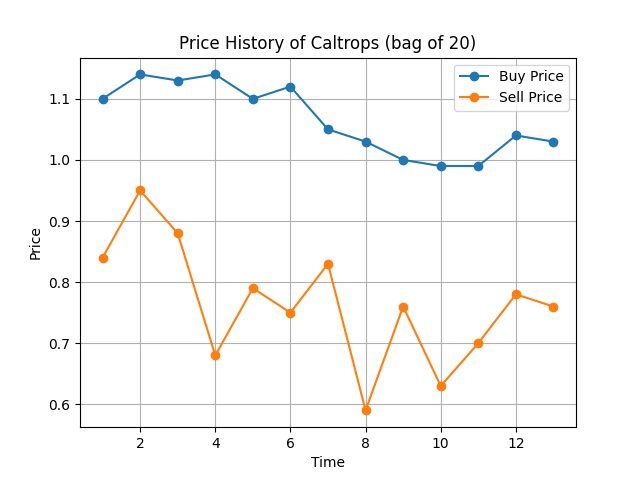 Price History of Caltrops (bag of 20)
Buy Price
Sell Price
Price
1.1
1.0
0.9
0.8
0.7
0.6
2 4 6 8 10 12
Time